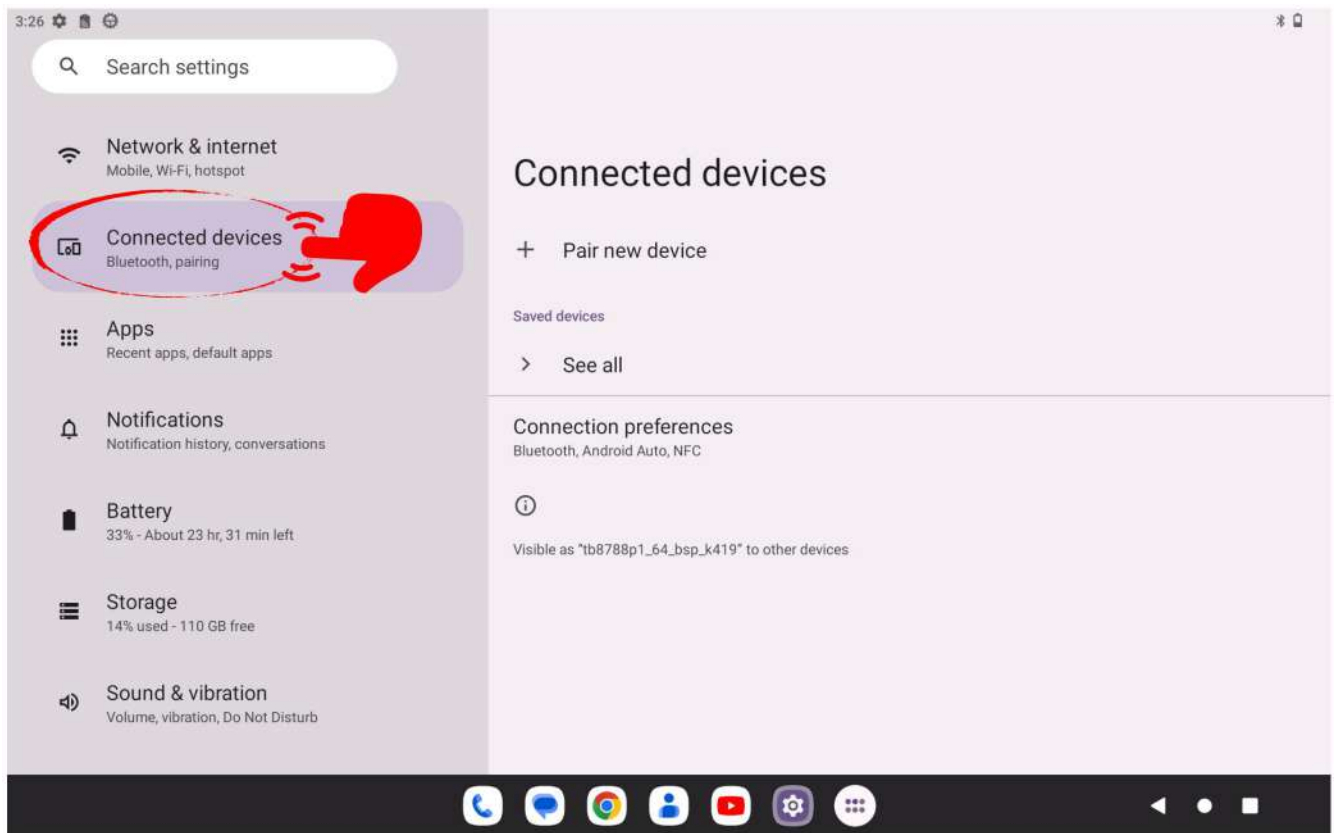 3:26
Search settings
Network & internet
Mobile, Wi-Fi, hotspot
Connected devices
Bluetooth, pairing
Apps
Recent apps, default apps
Notifications
Notification history, conversations
Battery
33% - About 23 hr, 31 min left
Storage
14% used - 110 GB free
Sound & vibration
Volume, vibration, Do Not Disturb
Connected devices
Pair new device
Saved devices
See all
Connection preferences
Bluetooth, Android Auto, NFC
Visible as "tb8788p1_64_bsp_k419" to other devices